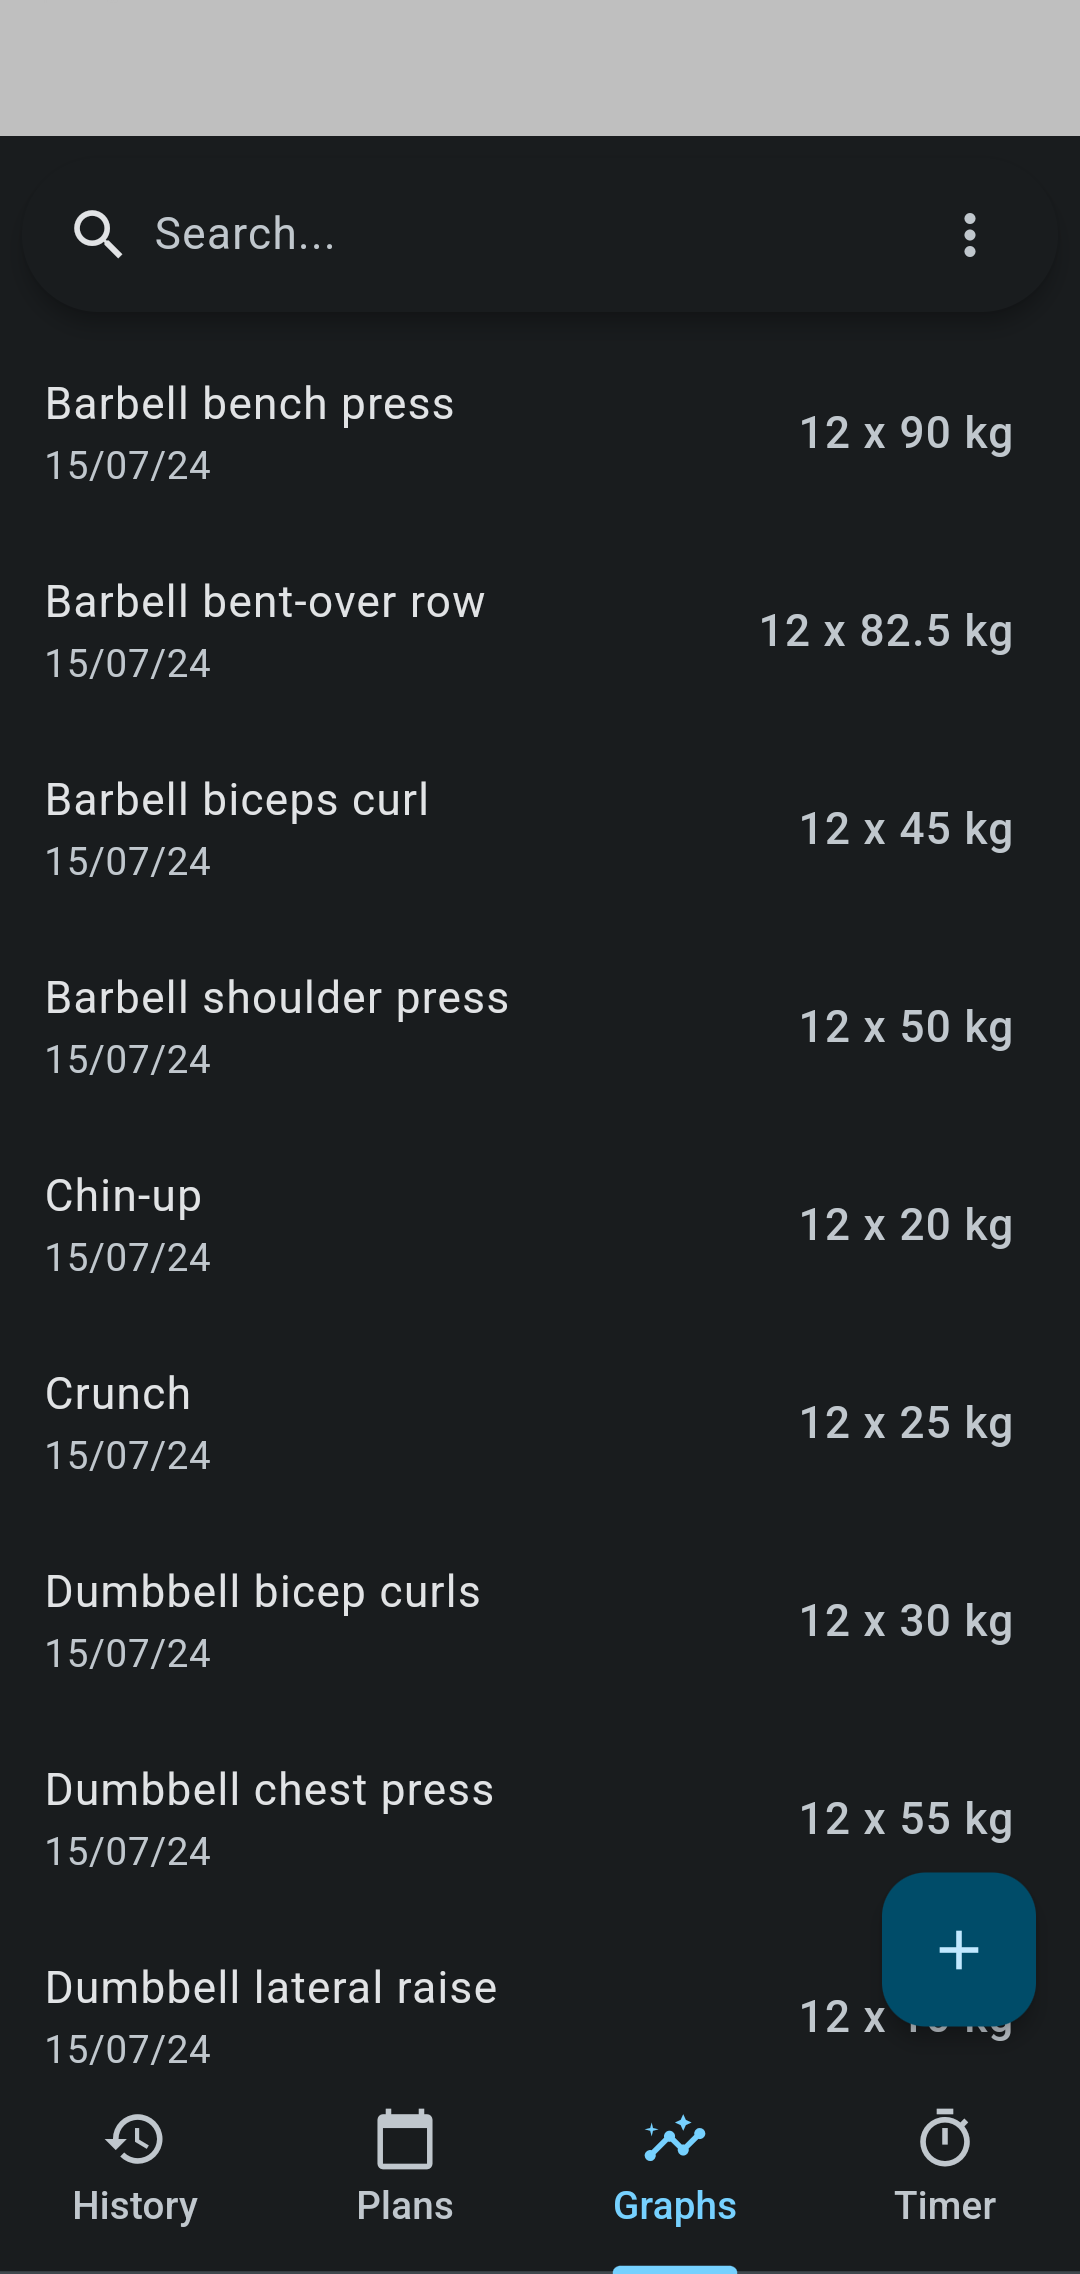 Search...
Barbell bench press
15/07/24
12 x 90 kg
Barbell bent-over row
15/07/24
12 x 82.5 kg
Barbell biceps curl
15/07/24
12 x 45 kg
Barbell shoulder press
15/07/24
12 x 50 kg
Chin-up
15/07/24
12 x 20 kg
Crunch
15/07/24
12 x 25 kg
Dumbbell bicep curls
15/07/24
12 x 30 kg
Dumbbell chest press
15/07/24
12 x 55 kg
Dumbbell lateral raise
15/07/24
12 x kg
History
Plans
Graphs
Timer